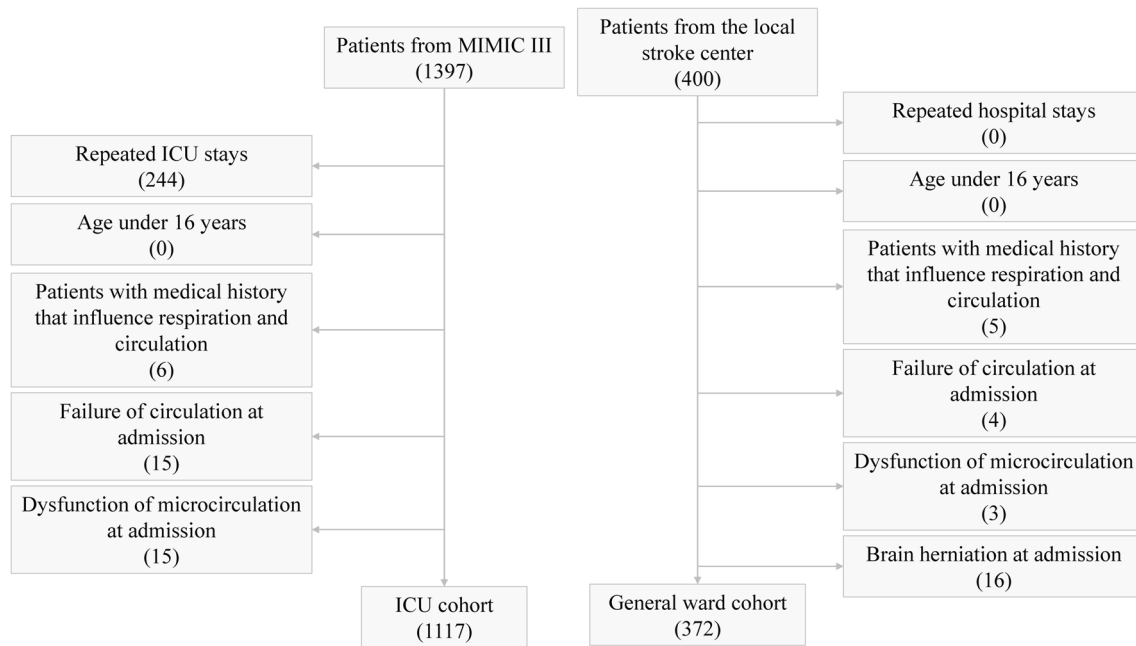 Patients from MIMIC III
(1397)
Repeated ICU stays
(244)
Age under 16 years
(0)
Patients with medical history
that influence respiration and
circulation
(6)
Failure of circulation at
admission
(15)
Dysfunction of microcirculation
at admission
(15)
ICU cohort
(1117)
Patients from the local
stroke center
(400)
Repeated hospital stays
(0)
Age under 16 years
(0)
Patients with medical history
that influence respiration and
circulation
(5)
Failure of circulation at
admission
(4)
Dysfunction of microcirculation
at admission
(3)
Brain herniation at admission
(16)
General ward cohort
(372)